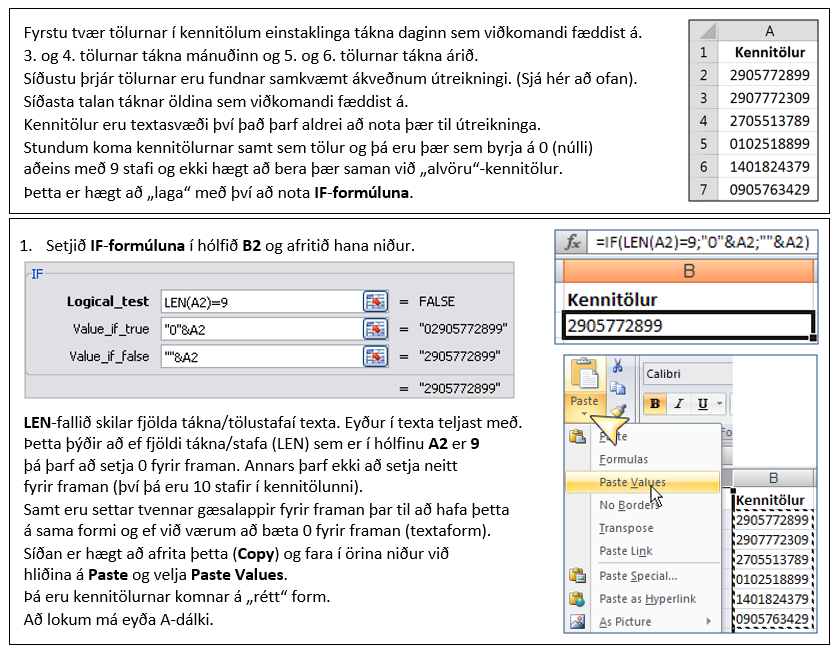 Fyrstu tvær tölurnar í kennitölum einstaklinga tákna daginn sem viðkomandi fæddist á.
3. og 4. tölurnar tákna mánuðinn og 5. og 6. tölurnar tákna árið.
Síðustu þrjár tölurnar eru fundnar samkvæmt ákveðnum útreikningi. (Sjá hér að ofan).
Síðasta talan táknar öldina sem viðkomandi fæddist á.
Kennitölur eru textasvæði því það þarf aldrei að nota þær til útreikninga.
Stundum koma kennitölurnar samt sem tölur og þá eru þær sem byrja á 0 (núlli)
aðeins með 9 stafi og ekki hægt að bera þær saman við „alvöru“-kennitölur.
Þetta er hægt að „laga“ með því að nota IF-formúluna.
A
1 Kennitölur
2 2905772899
3 2907772309
4 2705513789
5 0102518899
6 1401824379
7 0905763429
1. Setjið IF-formúluna í hólfið B2 og afritið hana niður.
IF
Logical_test LEN(A2)=9 = FALSE
Value_if_true "0"&A2 = "02905772899"
Value_if_false ""&A2 = "2905772899"
= "2905772899"
LEN-fallið skilar fjölda tákna/tölustafaí texta. Eyður í texta teljast með.
Þetta þýðir að ef fjöldi tákna/stafa (LEN) sem er í hólfinu A2 er 9
þá þarf að setja 0 fyrir framan. Annars þarf ekki að setja neitt
fyrir framan (því þá eru 10 stafir í kennitölunni).
Samt eru settar tvennar gæsalappir fyrir framan þar til að hafa þetta
á sama formi og ef við værum að bæta 0 fyrir framan (textaform).
Síðan er hægt að afrita þetta (Copy) og fara í örina niður við
hliðina á Paste og velja Paste Values.
Þá eru kennitölurnar komnar á „rétt“ form.
Að lokum má eyða A-dálki.
fx =IF(LEN(A2)=9;"0"&A2;""&A2)
B
Kennitölur
2905772899
Paste
Calibri
B I U
Paste
Formulas
Paste Values
No Borders
Transpose
Paste Link
Paste Special...
Paste as Hyperlink
As Picture
B
Kennitölur
2905772899
2907772309
2705513789
0102518899
1401824379
0905763429